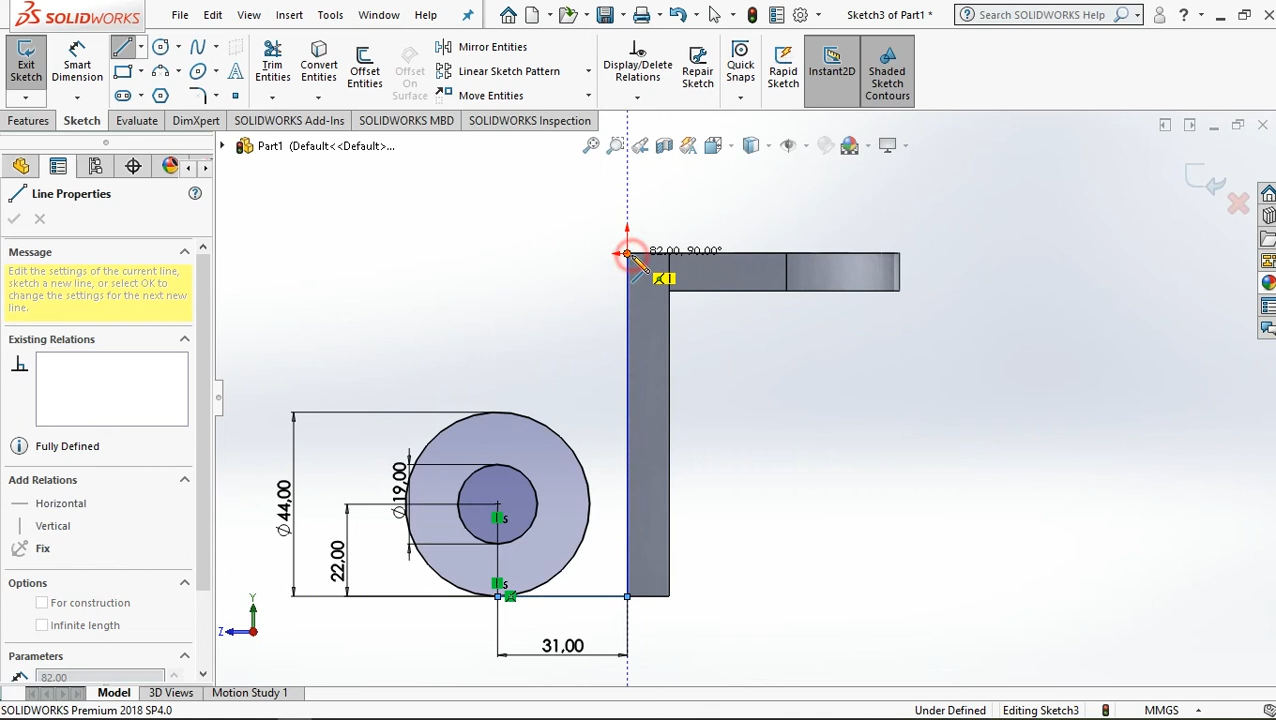 SOLIDWORKS
File
Edit
View
Insert
Tools
Window
Help
Sketch3 of Part1 *
Search SOLIDWORKS Help
?
Exit Sketch
Smart Dimension
Trim Entities
Convert Entities
Offset Entities
Offset On Surface
Mirror Entities
Linear Sketch Pattern
Move Entities
Display/Delete Relations
Repair Sketch
Quick Snaps
Rapid Sketch
Instant2D
Shaded Sketch Contours
Features
Sketch
Evaluate
DimXpert
SOLIDWORKS Add-Ins
SOLIDWORKS MBD
SOLIDWORKS Inspection
Part1 (Default<<Default>...
Line Properties
Message
Edit the settings of the current line, sketch a new line, or select OK to change the settings for the next new line.
Existing Relations
Fully Defined
Add Relations
Horizontal
Vertical
Fix
Options
For construction
Infinite length
Parameters
82.00
82.00, 90.00°
∅44,00
∅19,00
22,00
31,00
Y
Z
Model
3D Views
Motion Study 1
SOLIDWORKS Premium 2018 SP4.0
Under Defined
Editing Sketch3
MMGS